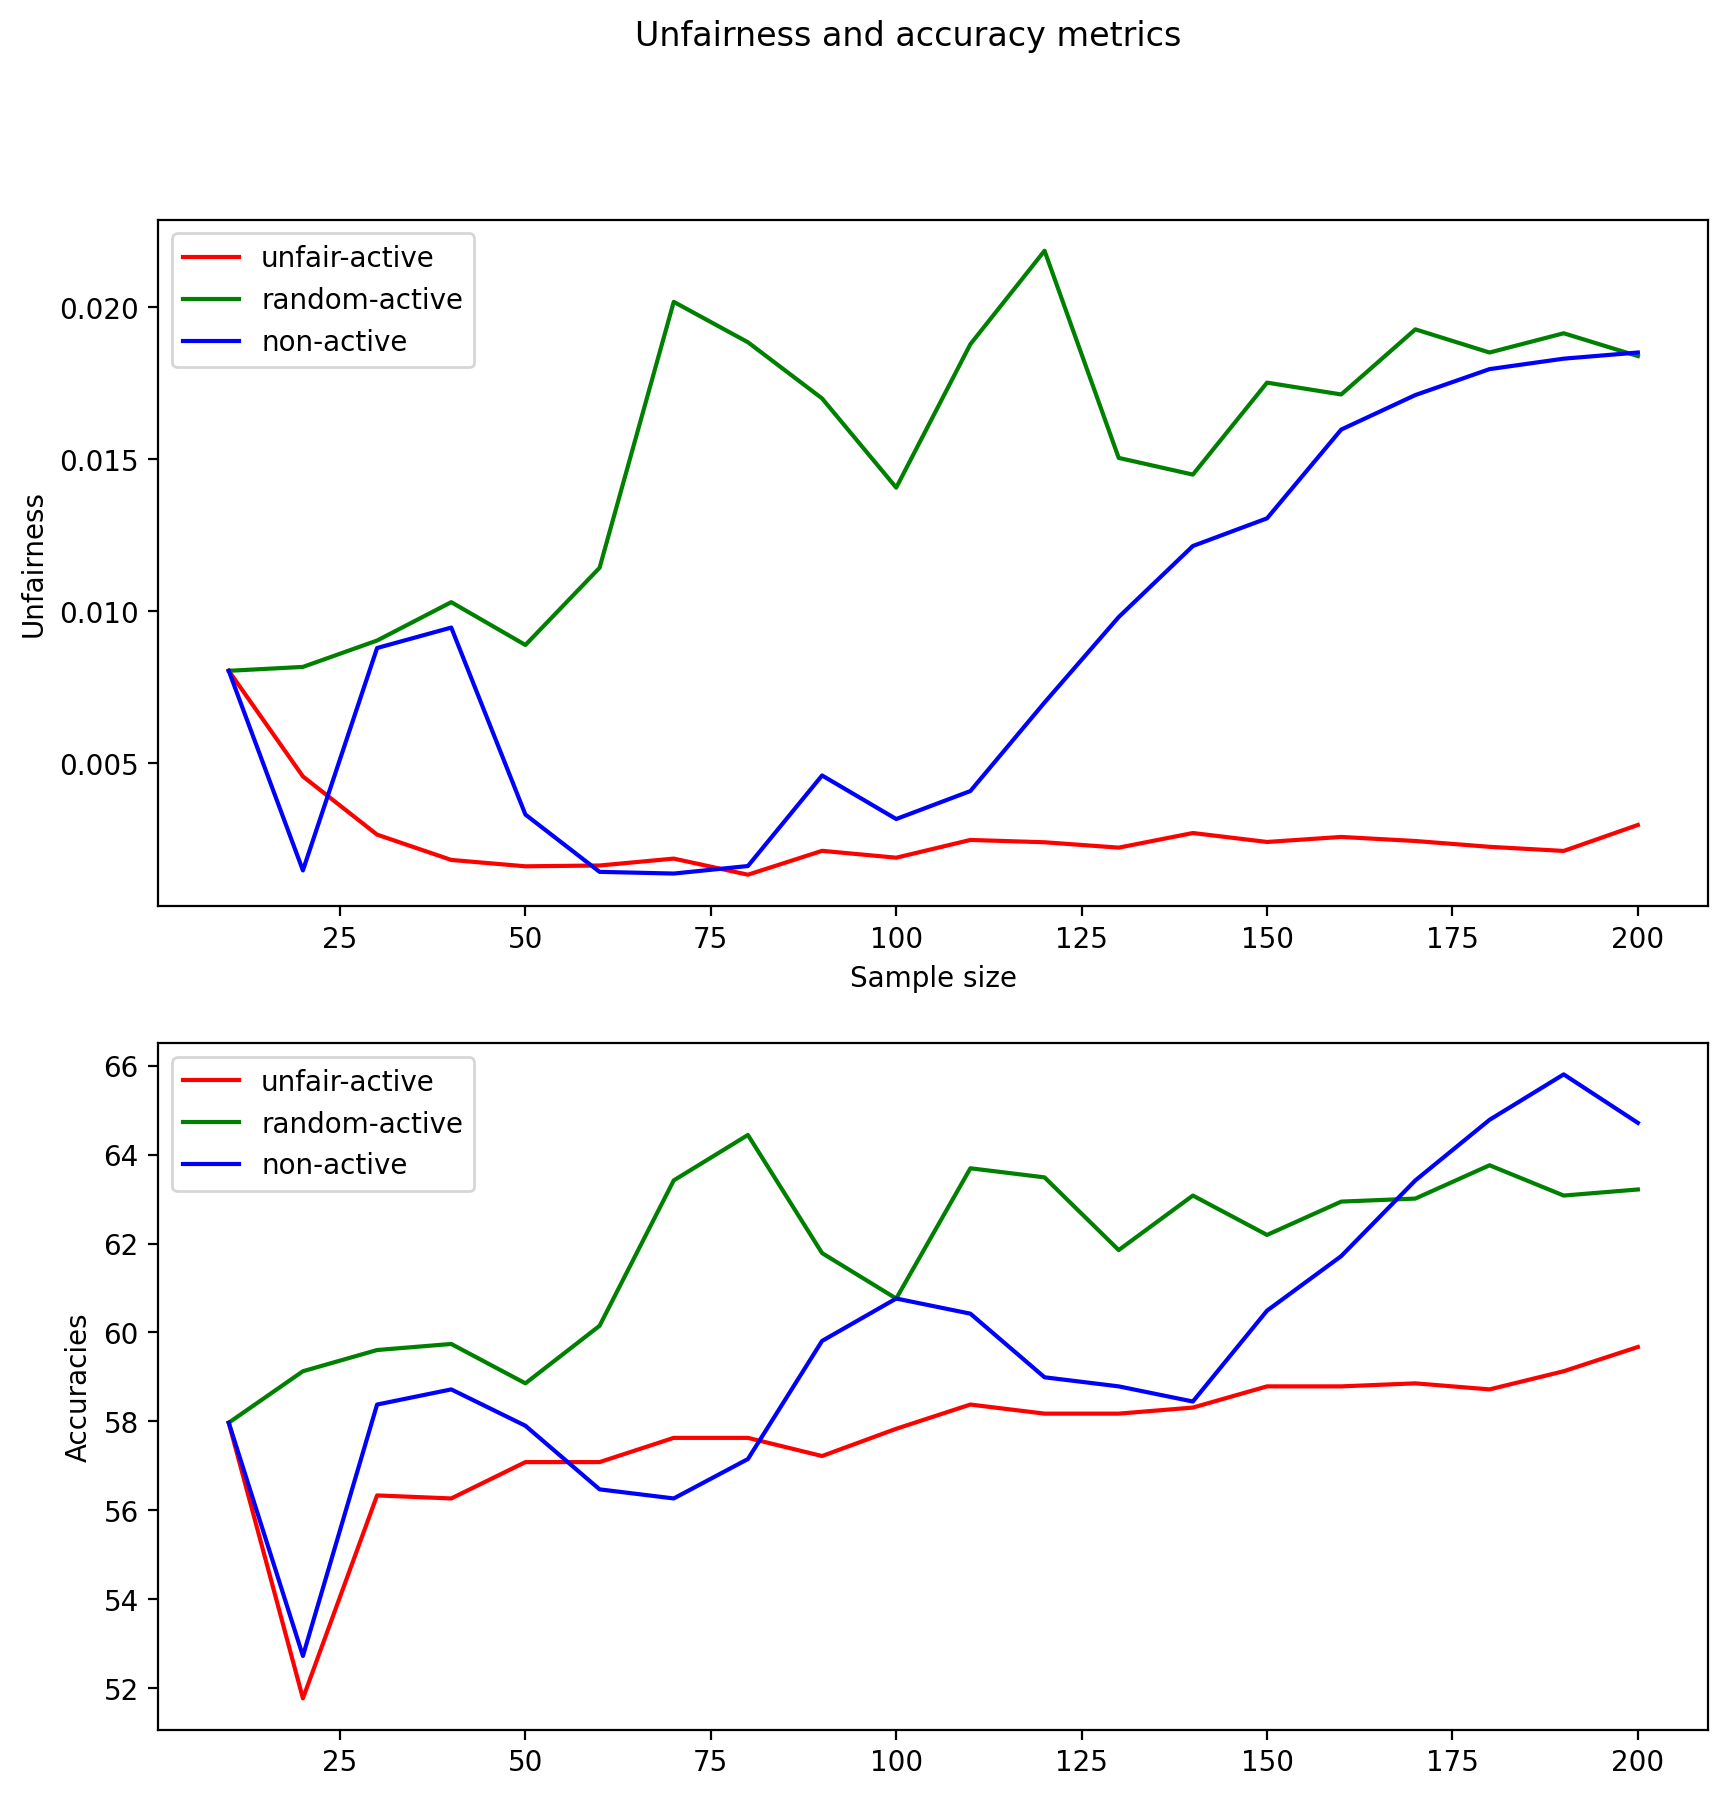 Unfairness and accuracy metrics
unfair-active
random-active
non-active
0.020
0.015
0.010
0.005
Unfairness
25 50 75 100 125 150 175 200
Sample size
unfair-active
random-active
non-active
66
64
62
60
58
56
54
52
Accuracies
25 50 75 100 125 150 175 200